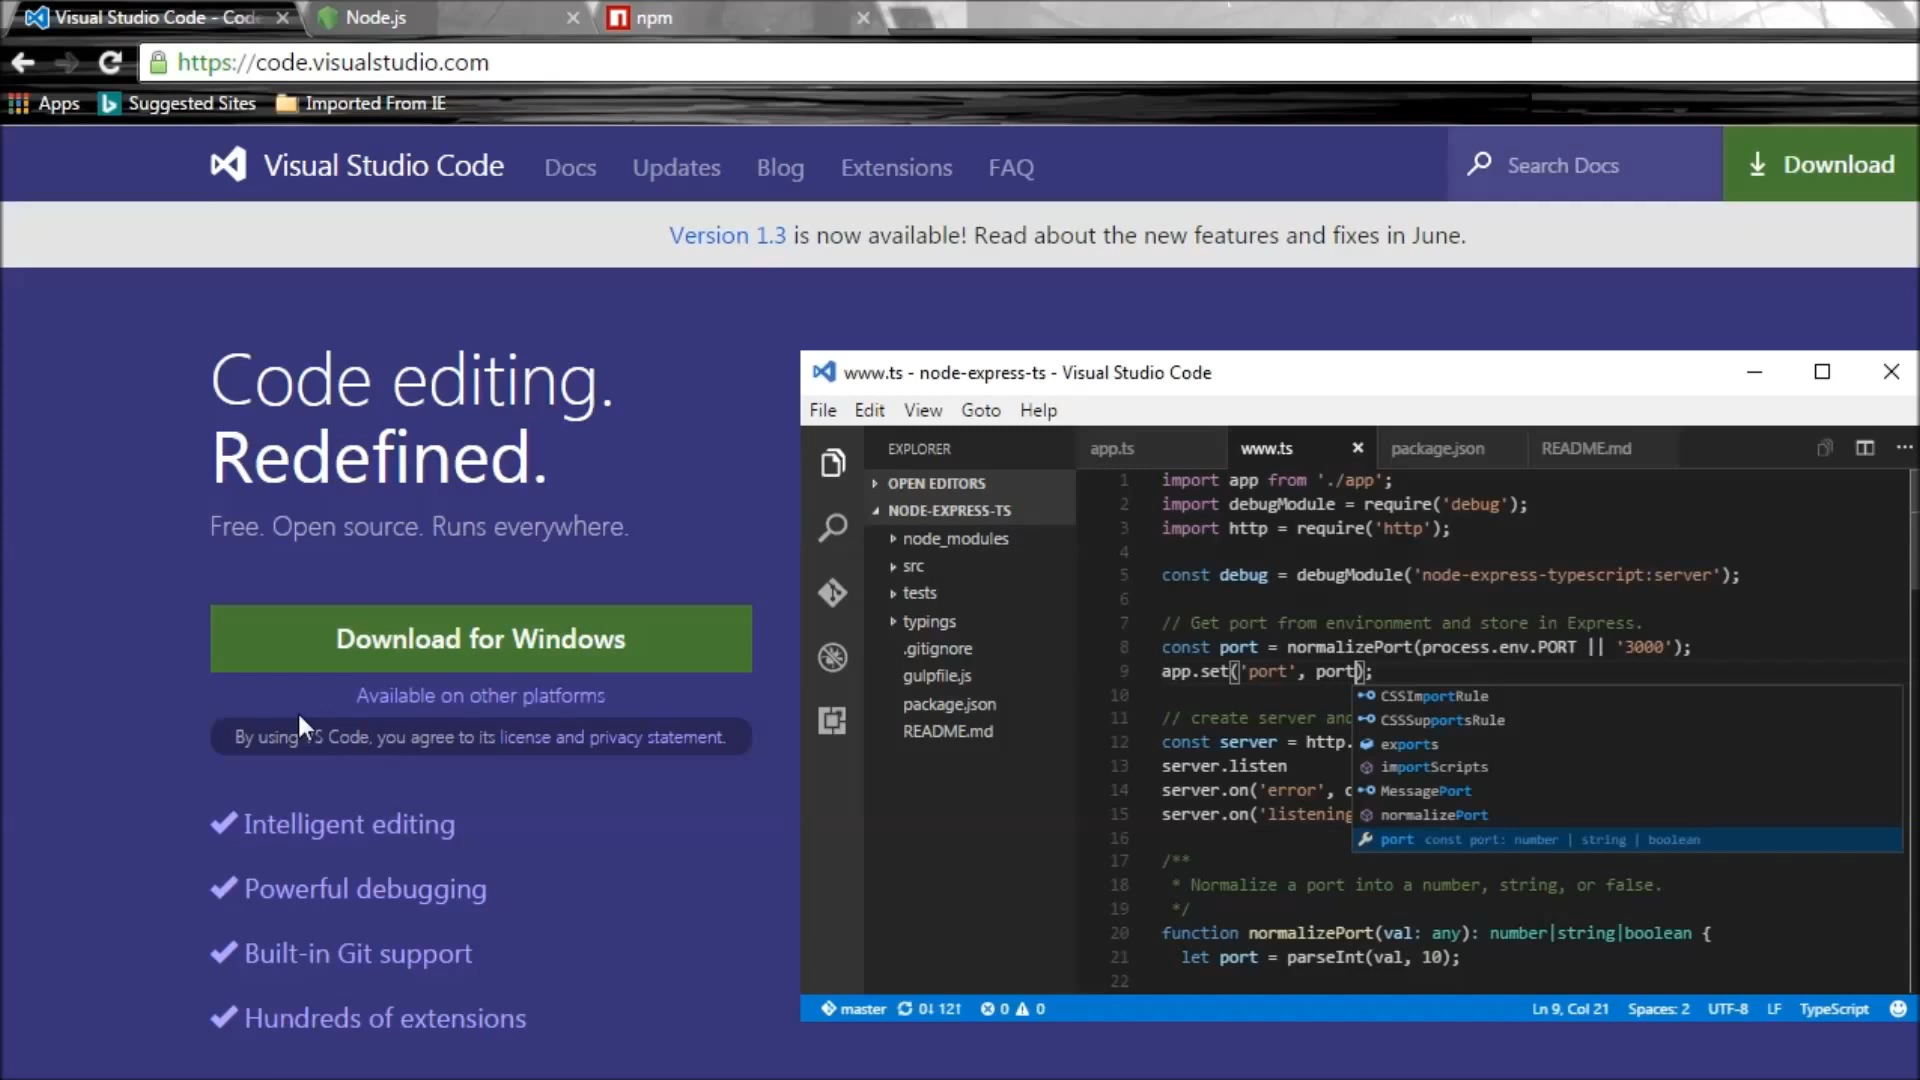 Visual Studio Code - Cod
Node.js
npm
https://code.visualstudio.com
Apps
Suggested Sites
Imported From IE
Visual Studio Code
Docs
Updates
Blog
Extensions
FAQ
Search Docs
Download
Version 1.3 is now available! Read about the new features and fixes in June.
Code editing.
Redefined.
Free. Open source. Runs everywhere.
Download for Windows
Available on other platforms
By using VS Code, you agree to its license and privacy statement.
Intelligent editing
Powerful debugging
Built-in Git support
Hundreds of extensions
www.ts - node-express-ts - Visual Studio Code
File Edit View Goto Help
EXPLORER
OPEN EDITORS
NODE-EXPRESS-TS
node_modules
src
tests
typings
.gitignore
gulpfile.js
package.json
README.md
app.ts
www.ts
package.json
README.md
1 import app from './app';
2 import debugModule = require('debug');
3 import http = require('http');
4
5 const debug = debugModule('node-express-typescript:server');
6
7 // Get port from environment and store in Express.
8 const port = normalizePort(process.env.PORT || '3000');
9 app.set('port', port);
10
11 // create server and
12 const server = http.
13 server.listen
14 server.on('error', o
15 server.on('listening
16
17 /**
18 * Normalize a port into a number, string, or false.
19 */
20 function normalizePort(val: any): number|string|boolean {
21 let port = parseInt(val, 10);
22
CSSImportRule
CSSSupportsRule
exports
importScripts
MessagePort
normalizePort
port const port: number | string | boolean
master 0↓ 12↑ 0 0
Ln 9, Col 21 Spaces: 2 UTF-8 LF TypeScript